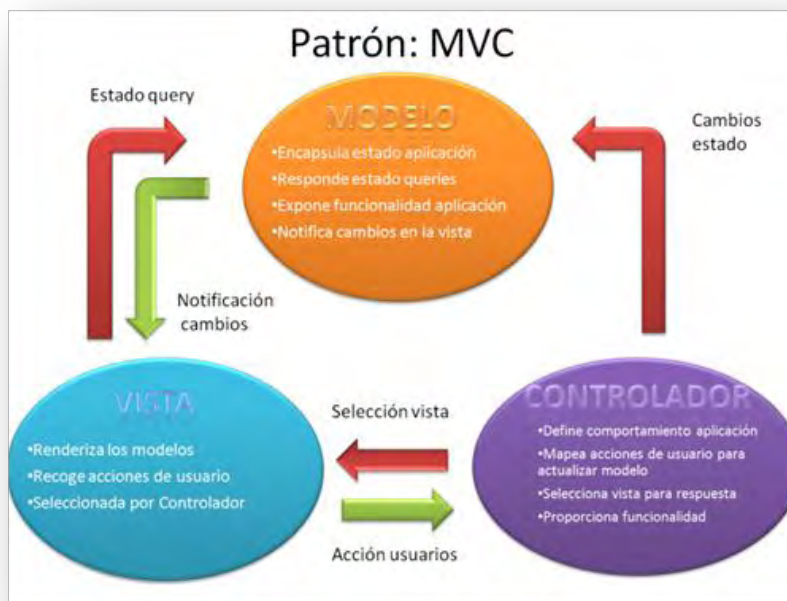 Patrón: MVC
Estado query
MODELO
•Encapsula estado aplicación
•Responde estado queries
•Expone funcionalidad aplicación
•Notifica cambios en la vista
Cambios
estado
Notificación
cambios
VISTA
•Renderiza los modelos
•Recoge acciones de usuario
•Seleccionada por Controlador
Selección vista
Acción usuarios
CONTROLADOR
•Define comportamiento aplicación
•Mapea acciones de usuario para
actualizar modelo
•Selecciona vista para respuesta
•Proporciona funcionalidad